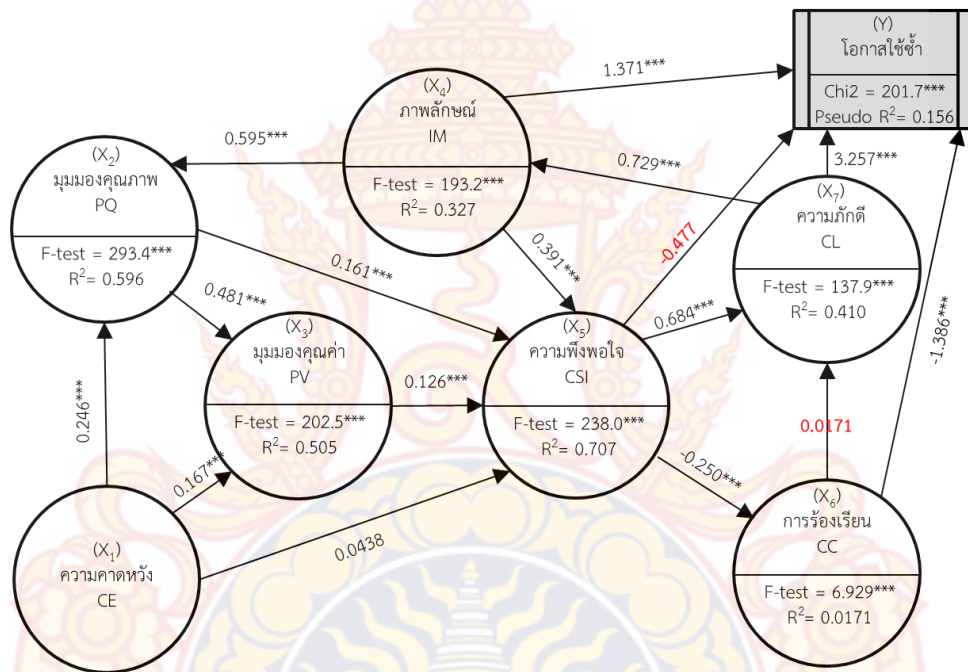 (Y)
โอกาสใช้ซ้ำ
Chi2 = 201.7***
Pseudo R²= 0.156
1.371***
(X₄)
ภาพลักษณ์
IM
F-test = 193.2***
R²= 0.327
0.595***
0.729***
3.257***
(X₂)
มุมมองคุณภาพ
PQ
F-test = 293.4***
R²= 0.596
(X₇)
ความภักดี
CL
F-test = 137.9***
R²= 0.410
0.161***
0.391***
-0.477
0.481***
0.684***
-1.386***
(X₃)
มุมมองคุณค่า
PV
F-test = 202.5***
R²= 0.505
0.126***
(X₅)
ความพึงพอใจ
CSI
F-test = 238.0***
R²= 0.707
0.246***
0.167***
0.0438
-0.250***
0.0171
(X₁)
ความคาดหวัง
CE
(X₆)
การร้องเรียน
CC
F-test = 6.929***
R²= 0.0171